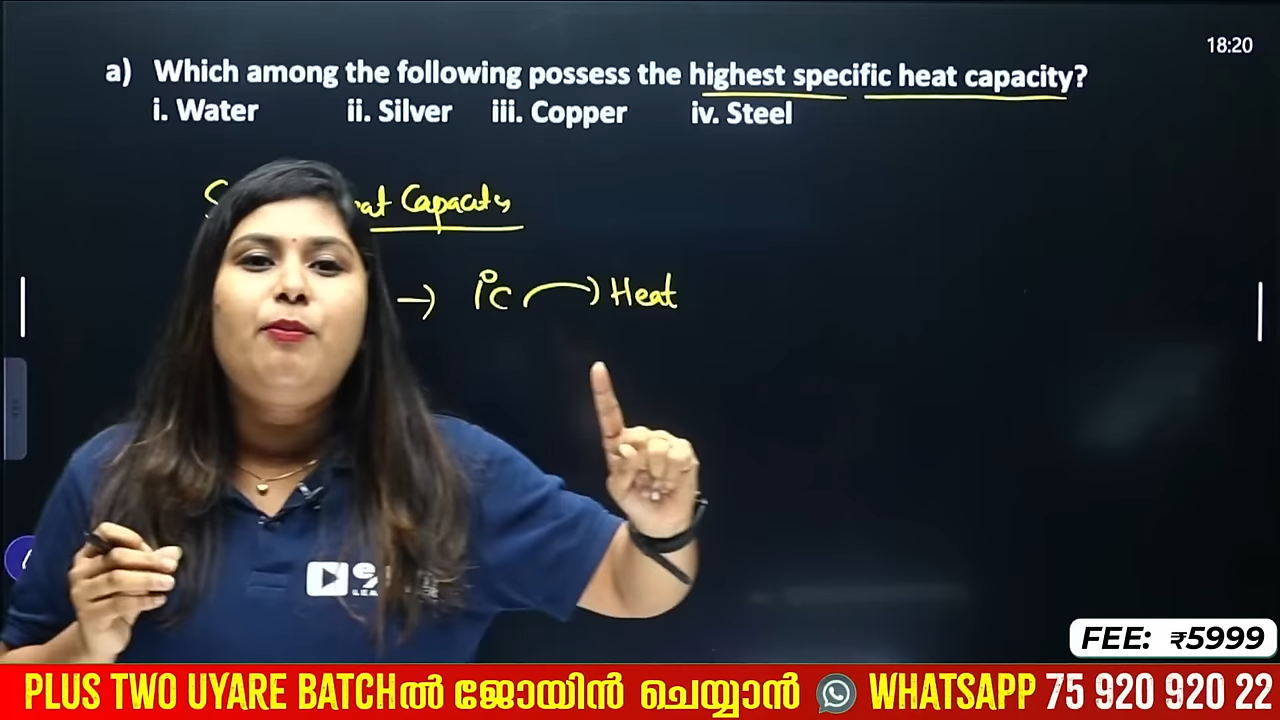 18:20
a) Which among the following possess the highest specific heat capacity?
i. Water ii. Silver iii. Copper iv. Steel
Capacity
→ 1°C Heat
FEE: ₹5999
PLUS TWO UYARE BATCHൽ ജോയിൻ ചെയ്യാൻ WHATSAPP 75 920 920 22